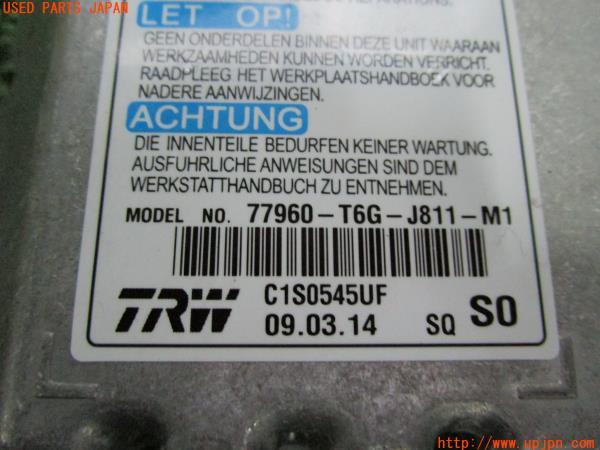 USED PARTS JAPAN
LET OP!
GEEN ONDERDELEN BINNEN DEZE UNIT WAARAAN
WERKZAAMHEDEN KUNNEN WORDEN VERRICHT.
RAADPLEEG HET WERKPLAATSHANDBOEK VOOR
NADERE AANWIJZINGEN.
ACHTUNG
DIE INNENTEILE BEDURFEN KEINER WARTUNG.
AUSFUHRLICHE ANWEISUNGEN SIND DEM
WERKSTATTHANDBUCH ZU ENTNEHMEN.
MODEL NO. 77960-T6G-J811-M1
TRW C1S0545UF
09.03.14 SQ S0
http://www.upjpn.com/